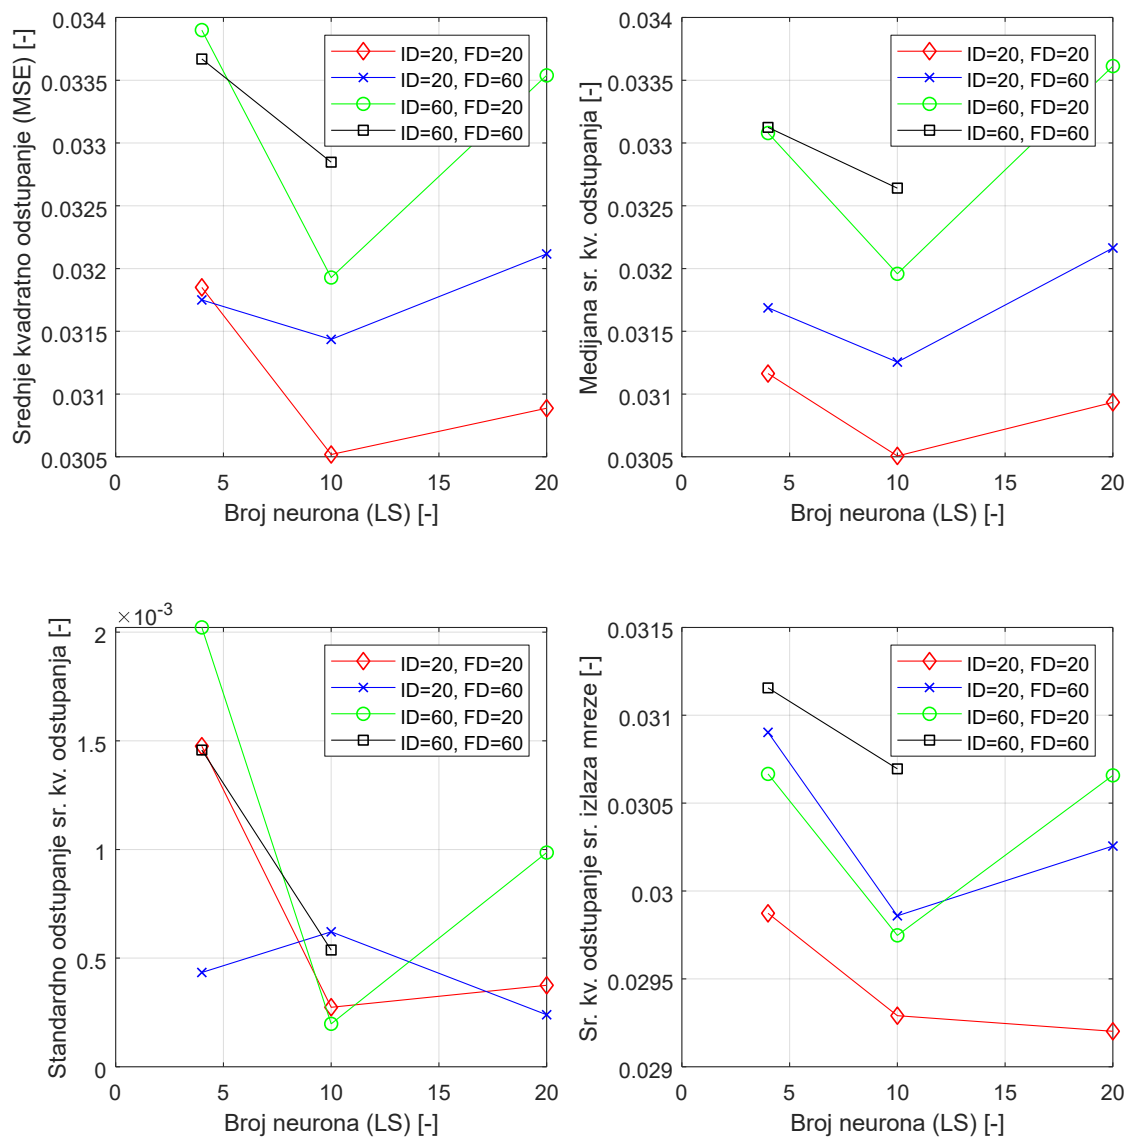 Srednje kvadratno odstupanje (MSE) [-]
0.034
0.0335
0.033
0.0325
0.032
0.0315
0.031
0.0305
0
5
10
15
20
Broj neurona (LS) [-]
ID=20, FD=20
ID=20, FD=60
ID=60, FD=20
ID=60, FD=60
Medijana sr. kv. odstupanja [-]
0.034
0.0335
0.033
0.0325
0.032
0.0315
0.031
0.0305
0
5
10
15
20
Broj neurona (LS) [-]
ID=20, FD=20
ID=20, FD=60
ID=60, FD=20
ID=60, FD=60
Standardno odstupanje sr. kv. odstupanja [-]
×10-3
2
1.5
1
0.5
0
0
5
10
15
20
Broj neurona (LS) [-]
ID=20, FD=20
ID=20, FD=60
ID=60, FD=20
ID=60, FD=60
Sr. kv. odstupanje sr. izlaza mreze [-]
0.0315
0.031
0.0305
0.03
0.0295
0.029
0
5
10
15
20
Broj neurona (LS) [-]
ID=20, FD=20
ID=20, FD=60
ID=60, FD=20
ID=60, FD=60